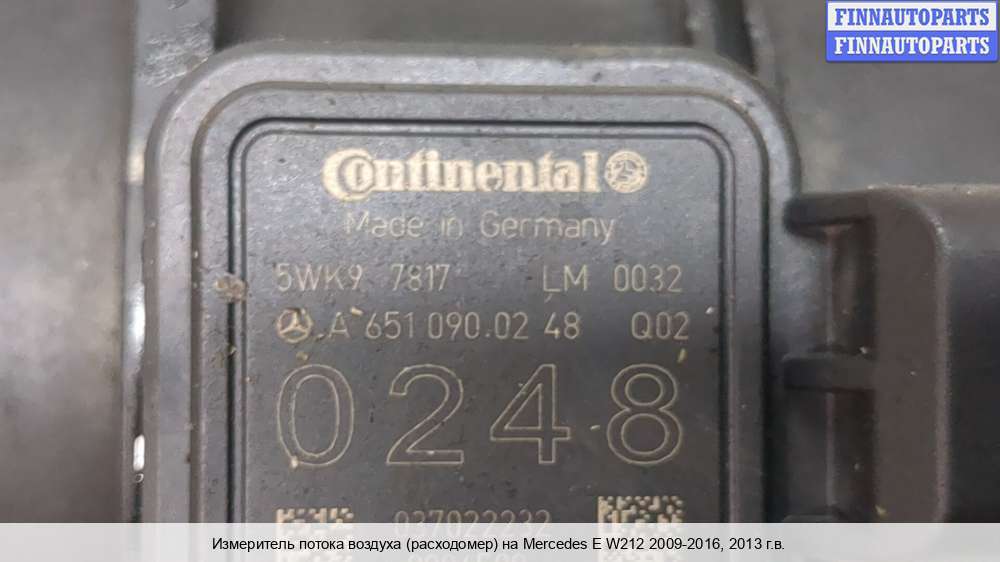 FINNAUTOPARTS
FINNAUTOPARTS
Continental
Made in Germany
5WK9 7817 LM 0032
A 651 090.02 48 Q02
0248
037022232
Измеритель потока воздуха (расходомер) на Mercedes E W212 2009-2016, 2013 г.в.